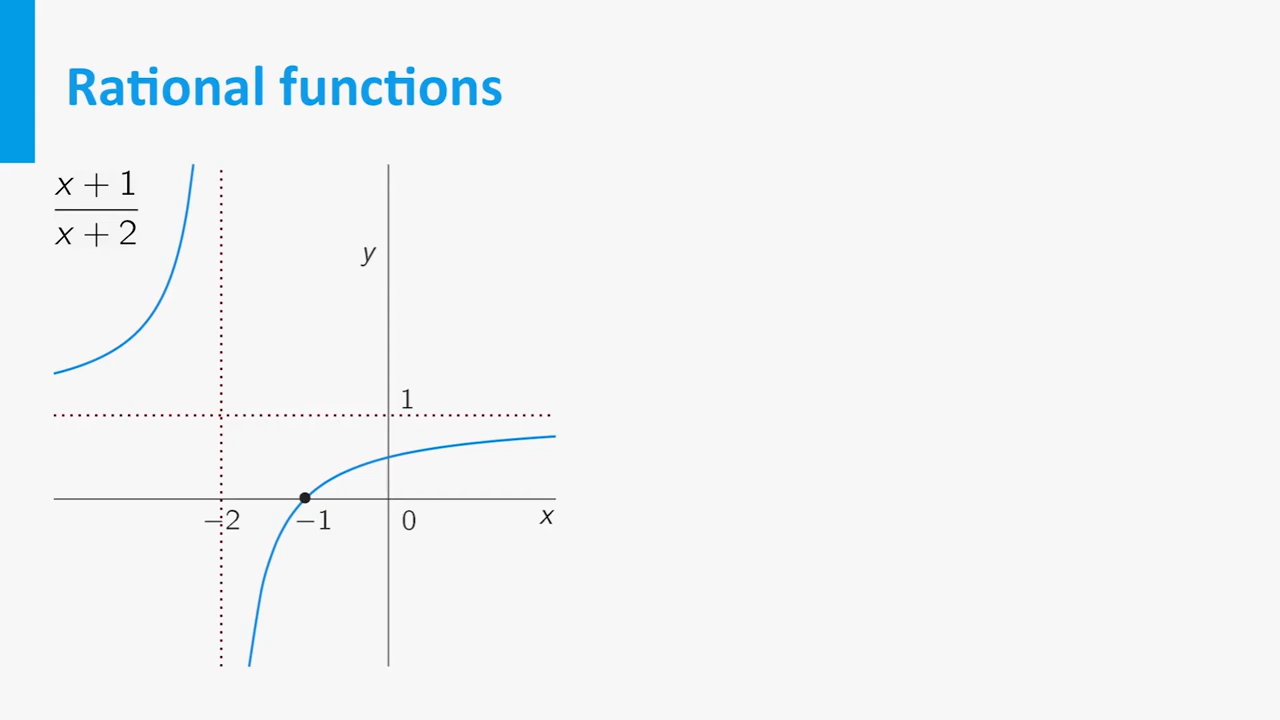 Rational functions
x + 1
x + 2
y
1
−2
−1
0
x